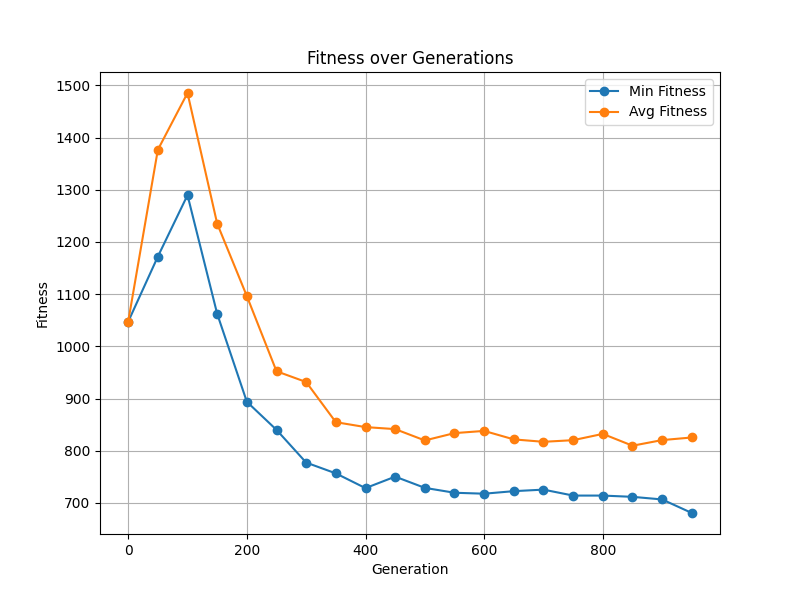 Fitness over Generations
Min Fitness
Avg Fitness
1500
1400
1300
1200
1100
1000
900
800
700
Fitness
0 200 400 600 800
Generation